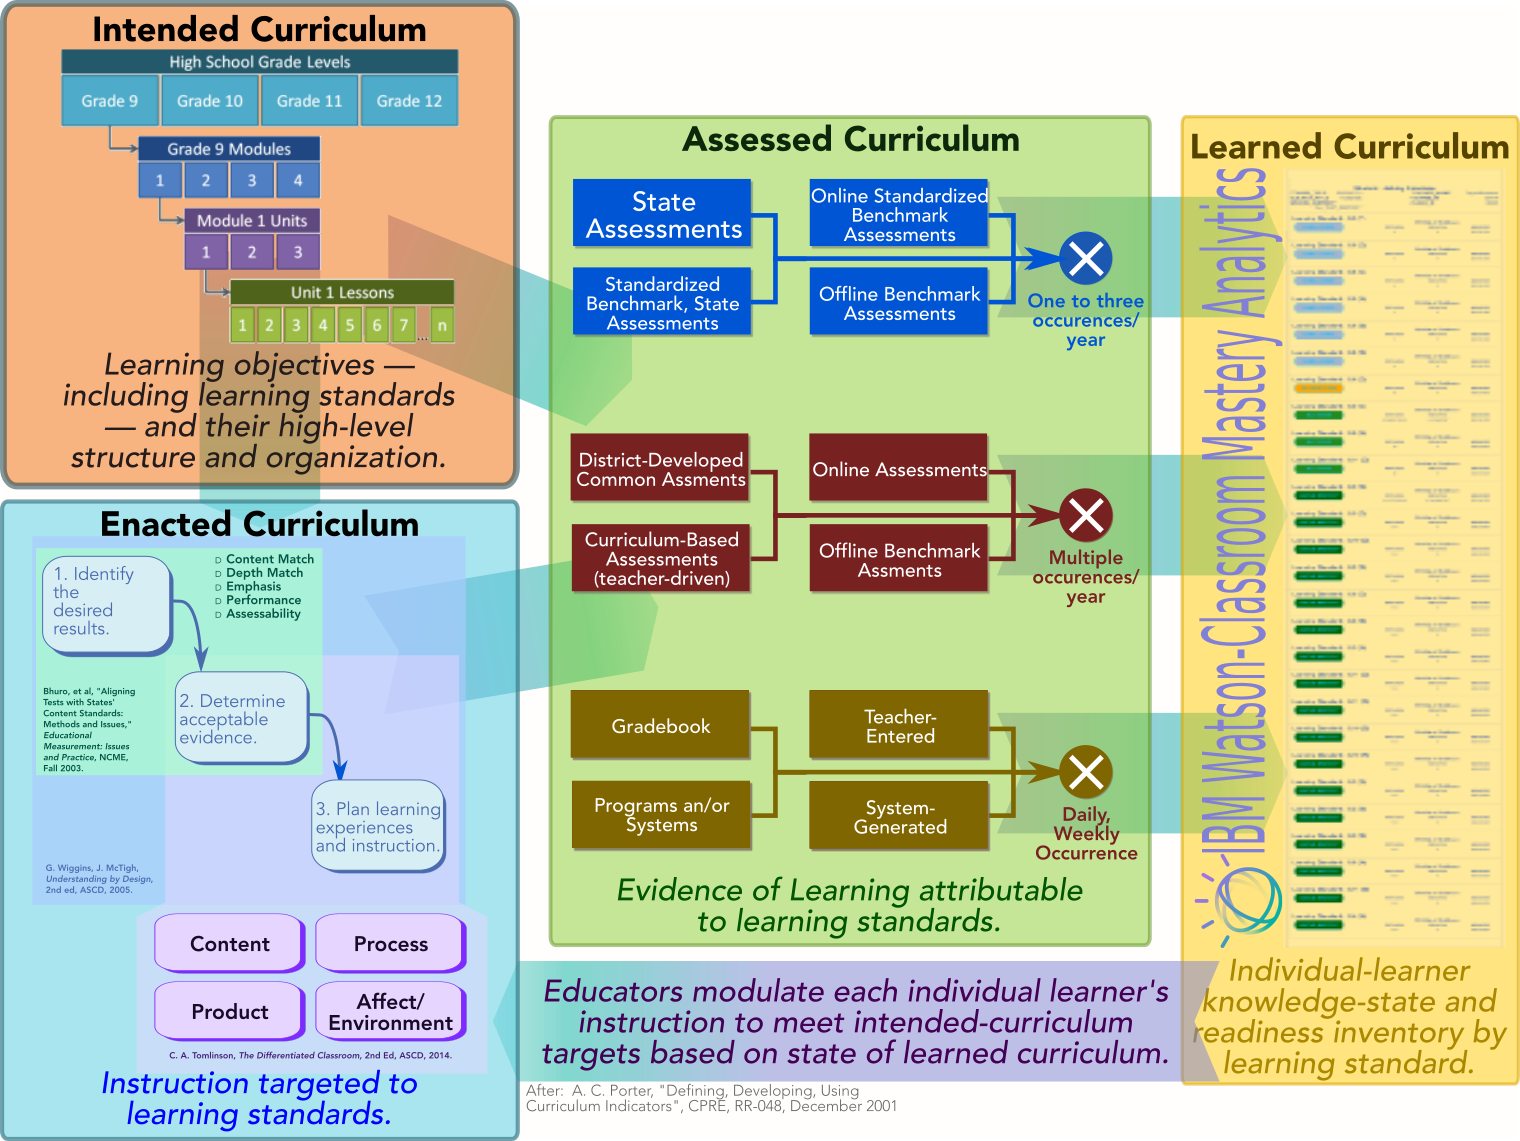 Intended Curriculum
High School Grade Levels
Grade 9 Grade 10 Grade 11 Grade 12
Grade 9 Modules
1 2 3 4
Module 1 Units
1 2 3
Unit 1 Lessons
1 2 3 4 5 6 7 ... n
Learning objectives —
including learning standards
— and their high-level
structure and organization.
Enacted Curriculum
1. Identify
the
desired
results.
D Content Match
D Depth Match
D Emphasis
D Performance
D Assessability
Bhuro, et al, "Aligning
Tests with States'
Content Standards:
Methods and Issues,"
Educational
Measurement: Issues
and Practice, NCME,
Fall 2003.
2. Determine
acceptable
evidence.
3. Plan learning
experiences
and instruction.
G. Wiggins, J. McTigh,
Understanding by Design,
2nd ed, ASCD, 2005.
Content
Process
Product
Affect/
Environment
C. A. Tomlinson, The Differentiated Classroom, 2nd Ed, ASCD, 2014.
Instruction targeted to
learning standards.
Assessed Curriculum
State
Assessments
Online Standardized
Benchmark
Assessments
Standardized
Benchmark, State
Assessments
Offline Benchmark
Assessments
One to three
occurences/
year
District-Developed
Common Assments
Online Assessments
Curriculum-Based
Assessments
(teacher-driven)
Offline Benchmark
Assments
Multiple
occurences/
year
Gradebook
Teacher-
Entered
Programs an/or
Systems
System-
Generated
Daily,
Weekly
Occurrence
Evidence of Learning attributable
to learning standards.
Learned Curriculum
IBM Watson-Classroom Mastery Analytics
Individual-learner
knowledge-state and
readiness inventory by
learning standard.
Educators modulate each individual learner's
instruction to meet intended-curriculum
targets based on state of learned curriculum.
After: A. C. Porter, "Defining, Developing, Using
Curriculum Indicators", CPRE, RR-048, December 2001